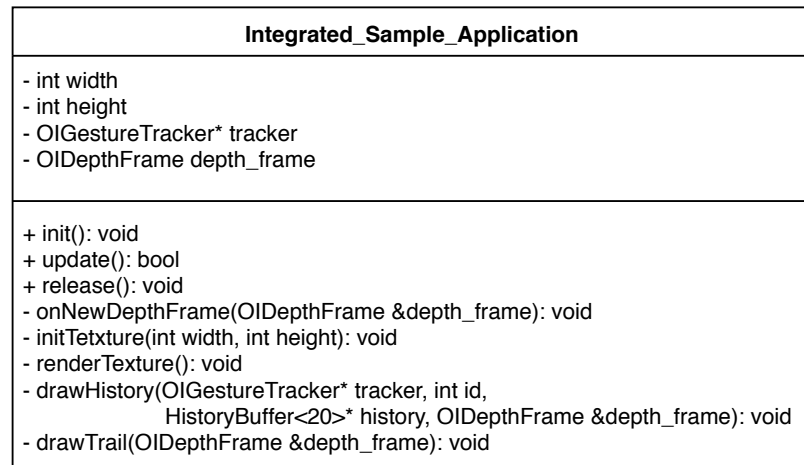 Integrated_Sample_Application
- int width
- int height
- OIGestureTracker* tracker
- OIDepthFrame depth_frame
+ init(): void
+ update(): bool
+ release(): void
- onNewDepthFrame(OIDepthFrame &depth_frame): void
- initTetxture(int width, int height): void
- renderTexture(): void
- drawHistory(OIGestureTracker* tracker, int id,
HistoryBuffer<20>* history, OIDepthFrame &depth_frame): void
- drawTrail(OIDepthFrame &depth_frame): void